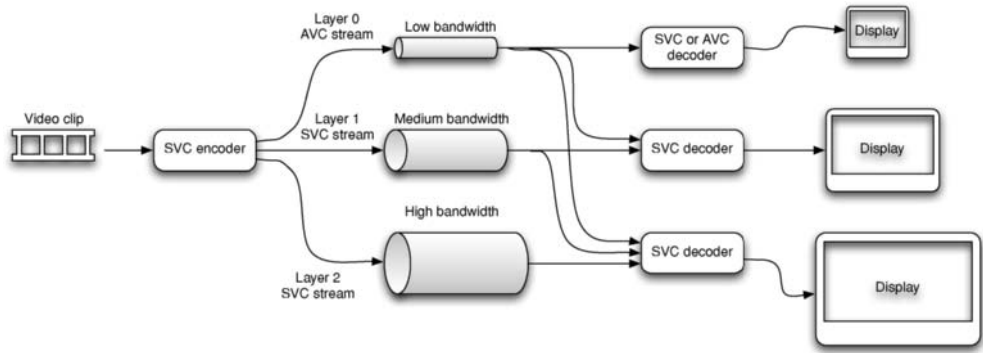 Layer 0
AVC stream
Low bandwidth
SVC or AVC
decoder
Display
Video clip
SVC encoder
Layer 1
SVC stream
Medium bandwidth
SVC decoder
Display
High bandwidth
Layer 2
SVC stream
SVC decoder
Display